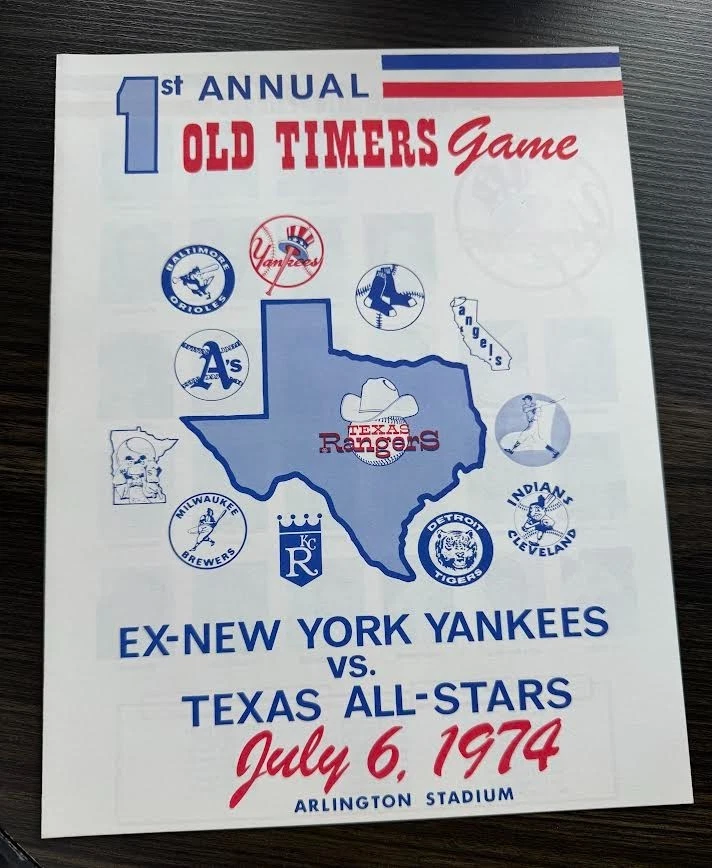 1st ANNUAL
OLD TIMERS Game
Yankees
BALTIMORE
ORIOLES
angels
A's
TEXAS
RangerS
MILWAUKEE
BREWERS
KC
R
DETROIT
TIGERS
INDIANS
CLEVELAND
EX-NEW YORK YANKEES
VS.
TEXAS ALL-STARS
July 6, 1974
ARLINGTON STADIUM